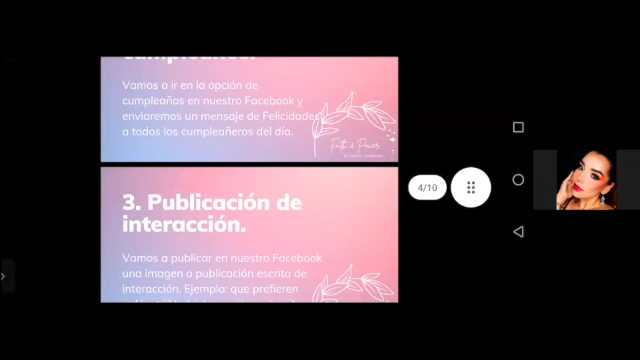 cumpleaños.
Vamos a ir en la opción de
cumpleaños en nuestro Facebook y
enviaremos un mensaje de Felicidades
a todos los cumpleañeros del día.
Faith & Power
3. Publicación de
interacción.
Vamos a publicar en nuestro Facebook
una imagen o publicación escrita de
interacción. Ejemplo: que prefieren
4/10